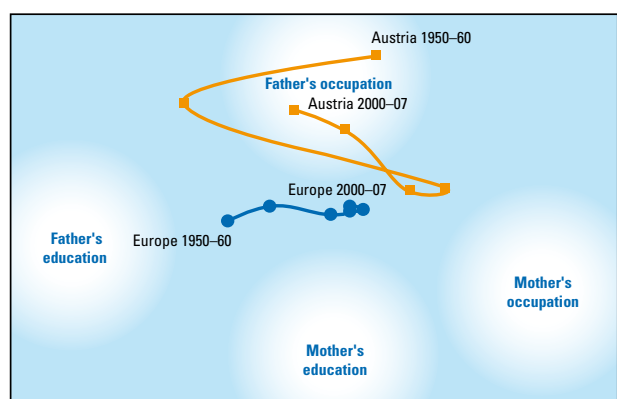 Austria 1950–60
Father's occupation
Austria 2000–07
Europe 2000–07
Father's
education
Europe 1950–60
Mother's
occupation
Mother's
education